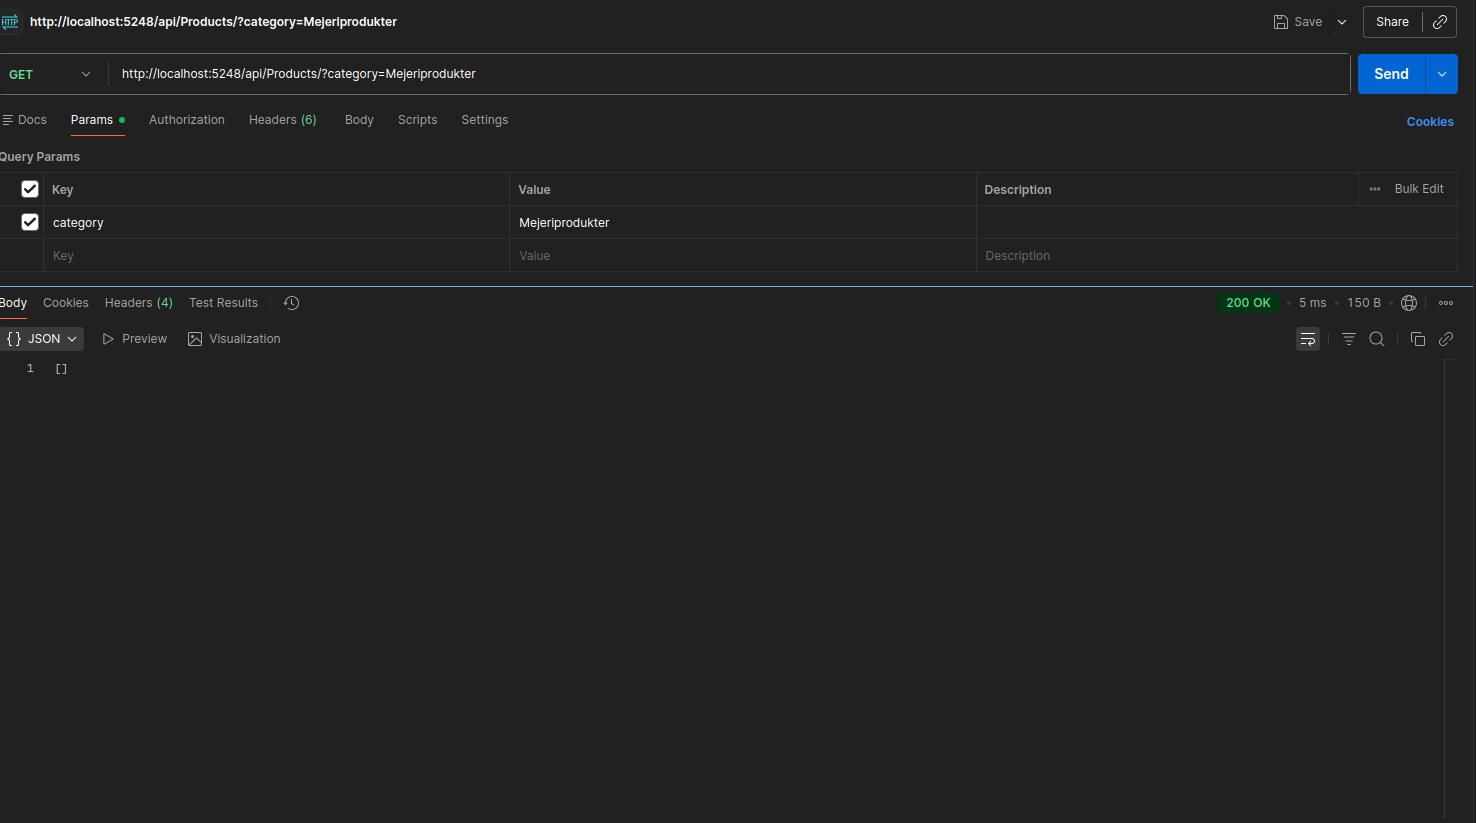 HTTP http://localhost:5248/api/Products/?category=Mejeriprodukter Save Share
GET http://localhost:5248/api/Products/?category=Mejeriprodukter Send
Docs Params Authorization Headers (6) Body Scripts Settings Cookies
Query Params
Key Value Description Bulk Edit
category Mejeriprodukter
Key Value Description
Body Cookies Headers (4) Test Results 200 OK • 5 ms • 150 B •
{} JSON Preview Visualization
1 []